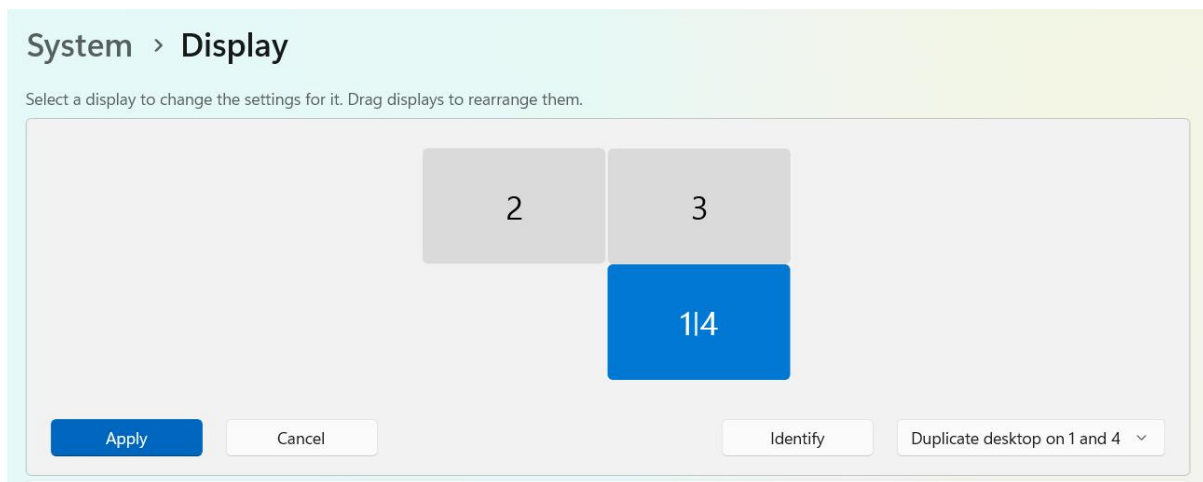 System > Display
Select a display to change the settings for it. Drag displays to rearrange them.
2 3
1|4
Apply Cancel Identify Duplicate desktop on 1 and 4